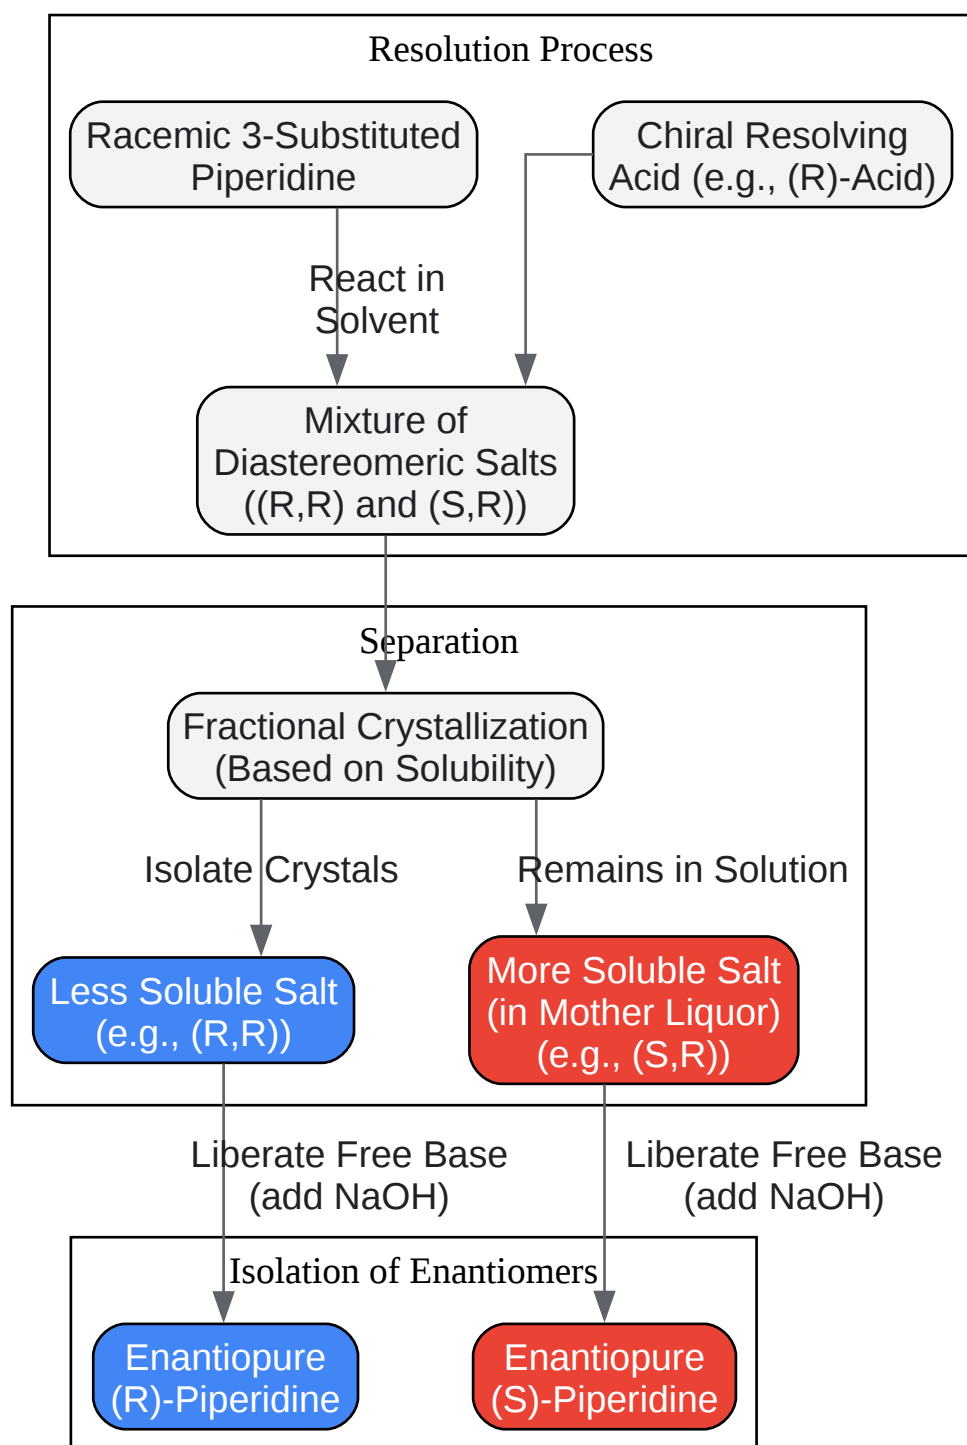 Resolution Process
Racemic 3-Substituted
Piperidine
Chiral Resolving
Acid (e.g., (R)-Acid)
React in
Solvent
Mixture of
Diastereomeric Salts
((R,R) and (S,R))
Separation
Fractional Crystallization
(Based on Solubility)
Isolate Crystals
Remains in Solution
Less Soluble Salt
(e.g., (R,R))
More Soluble Salt
(in Mother Liquor)
(e.g., (S,R))
Liberate Free Base
(add NaOH)
Liberate Free Base
(add NaOH)
Isolation of Enantiomers
Enantiopure
(R)-Piperidine
Enantiopure
(S)-Piperidine